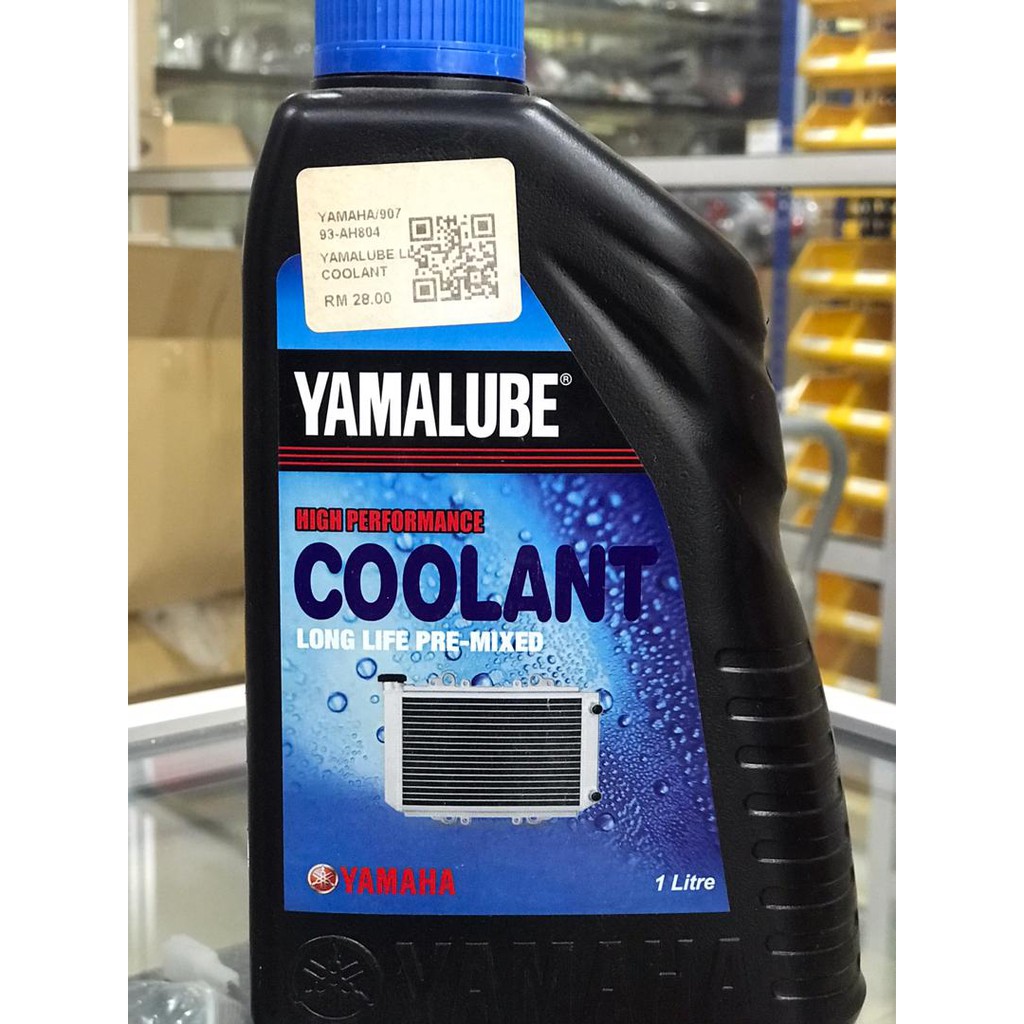 YAMAHA/907
93-AH804
YAMALUBE
COOLANT
RM 28.00
YAMALUBE®
HIGH PERFORMANCE
COOLANT
LONG LIFE PRE-MIXED
YAMAHA
1 Litre
YAMAHA